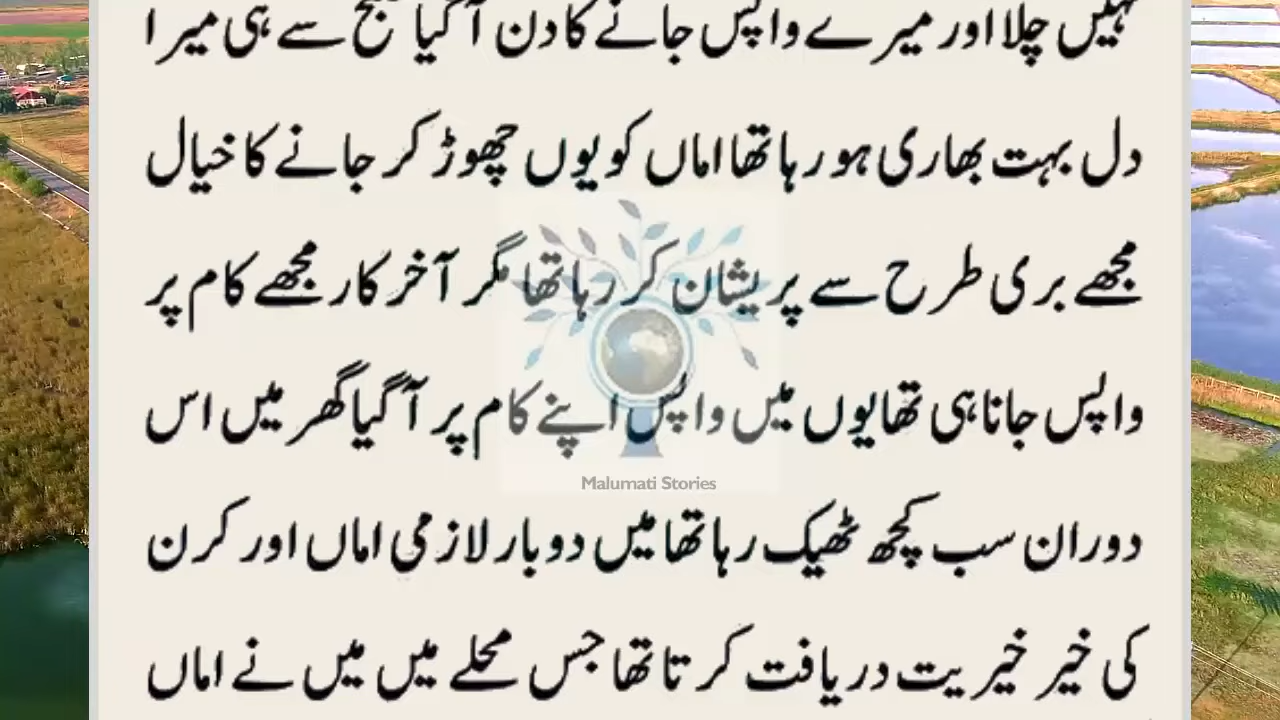 نہیں چلا اور میرے واپس جانے کا دن آ گیا صبح سے ہی میرا
دل بہت بھاری ہو رہا تھا اماں کو یوں چھوڑ کر جانے کا خیال
مجھے بری طرح سے پریشان کر رہا تھا مگر آخر کار مجھے کام پر
واپس جانا ہی تھا یوں میں واپس اپنے کام پر آ گیا گھر میں اس
Malumati Stories
دوران سب کچھ ٹھیک رہا تھا میں دو بار لازمی اماں اور کرن
کی خیر خیریت دریافت کرتا تھا جس محلے میں میں نے اماں